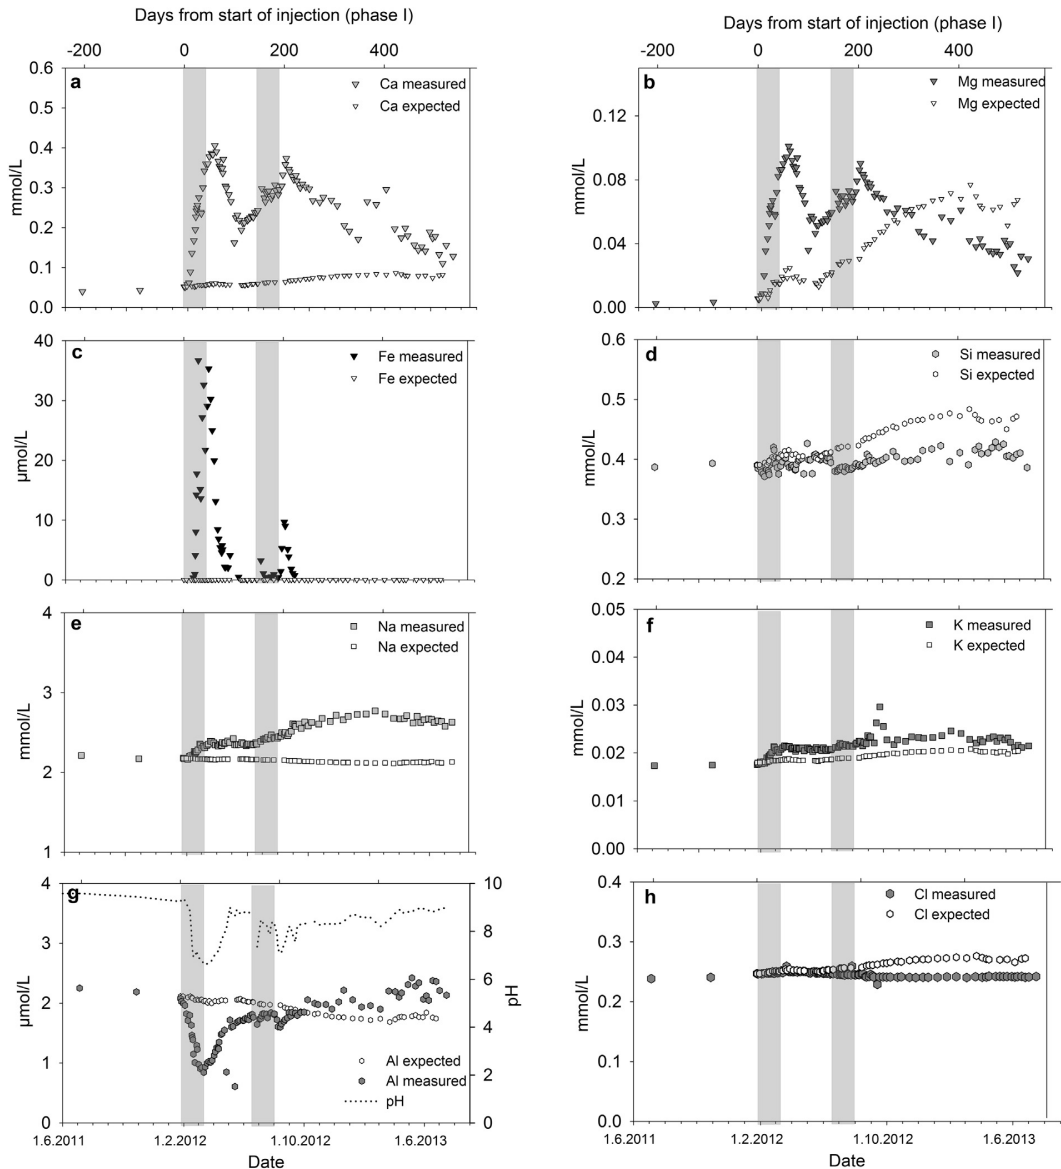 Days from start of injection (phase I)
-200 0 200 400
Days from start of injection (phase I)
-200 0 200 400
a
Ca measured
Ca expected
mmol/L
0.6
0.5
0.4
0.3
0.2
0.1
0.0
b
Mg measured
Mg expected
mmol/L
0.12
0.08
0.04
0.00
c
Fe measured
Fe expected
µmol/L
40
30
20
10
0
d
Si measured
Si expected
mmol/L
0.6
0.5
0.4
0.3
0.2
e
Na measured
Na expected
mmol/L
4
3
2
1
f
K measured
K expected
mmol/L
0.05
0.04
0.03
0.02
0.01
0.00
g
Al expected
Al measured
pH
µmol/L
4
3
2
1
0
10
8
6
4
2
0
pH
1.6.2011 1.2.2012 1.10.2012 1.6.2013
Date
h
Cl measured
Cl expected
mmol/L
0.4
0.3
0.2
0.1
0.0
1.6.2011 1.2.2012 1.10.2012 1.6.2013
Date